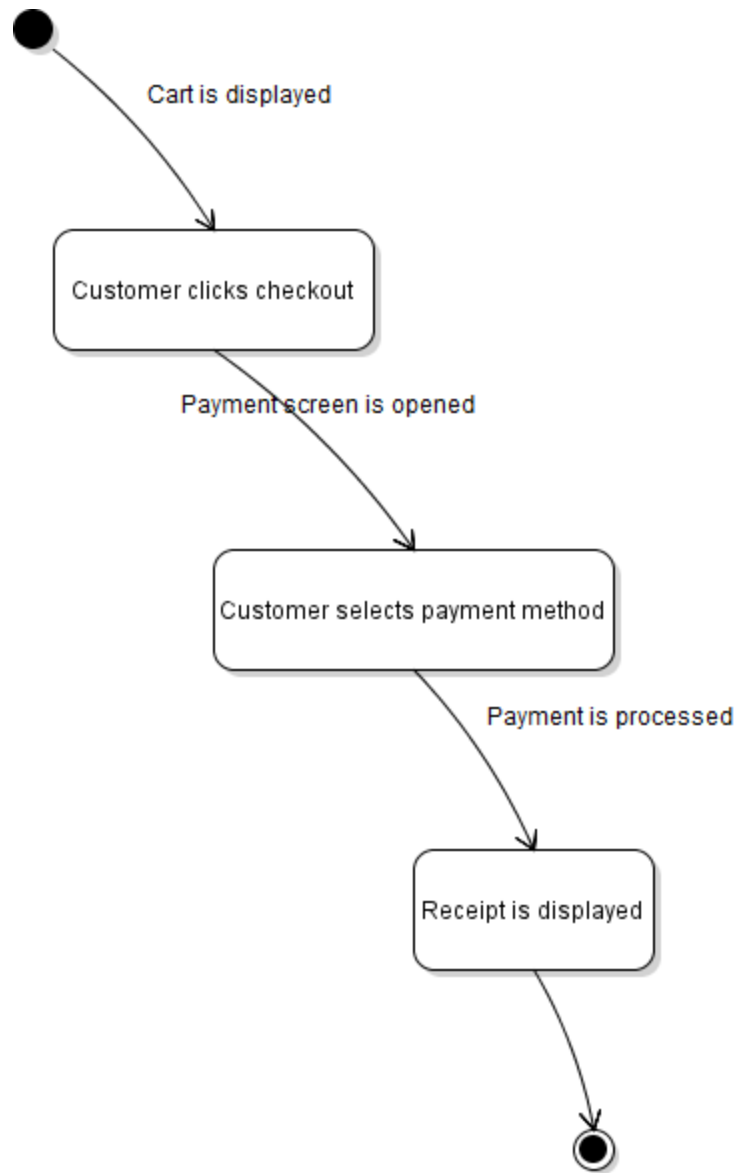 Cart is displayed
Customer clicks checkout
Payment screen is opened
Customer selects payment method
Payment is processed
Receipt is displayed